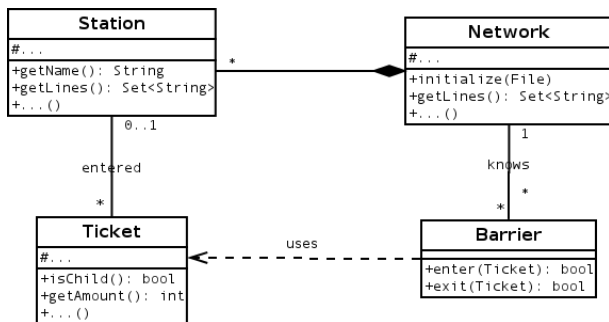 Station
#...
+getName(): String
+getLines(): Set<String>
+...()
*
Network
#...
+initialize(File)
+getLines(): Set<String>
+...()
0..1
entered
*
1
knows
*
*
Ticket
#...
+isChild(): bool
+getAmount(): int
+...()
uses
Barrier
+enter(Ticket): bool
+exit(Ticket): bool